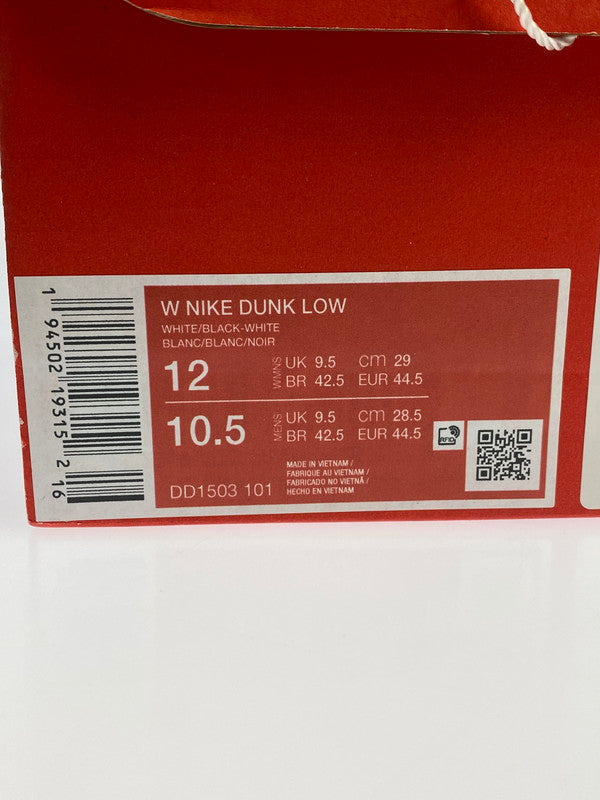 W NIKE DUNK LOW
WHITE/BLACK-WHITE
BLANC/BLANC/NOIR
12 WMNS UK 9.5 cm 29
BR 42.5 EUR 44.5
10.5 MENS UK 9.5 cm 28.5
BR 42.5 EUR 44.5
RFID
MADE IN VIETNAM /
FABRIQUE AU VIETNAM /
FABRICADO NO VIETNÃ /
HECHO EN VIETNAM
DD1503 101
1 94502 19315 2 16